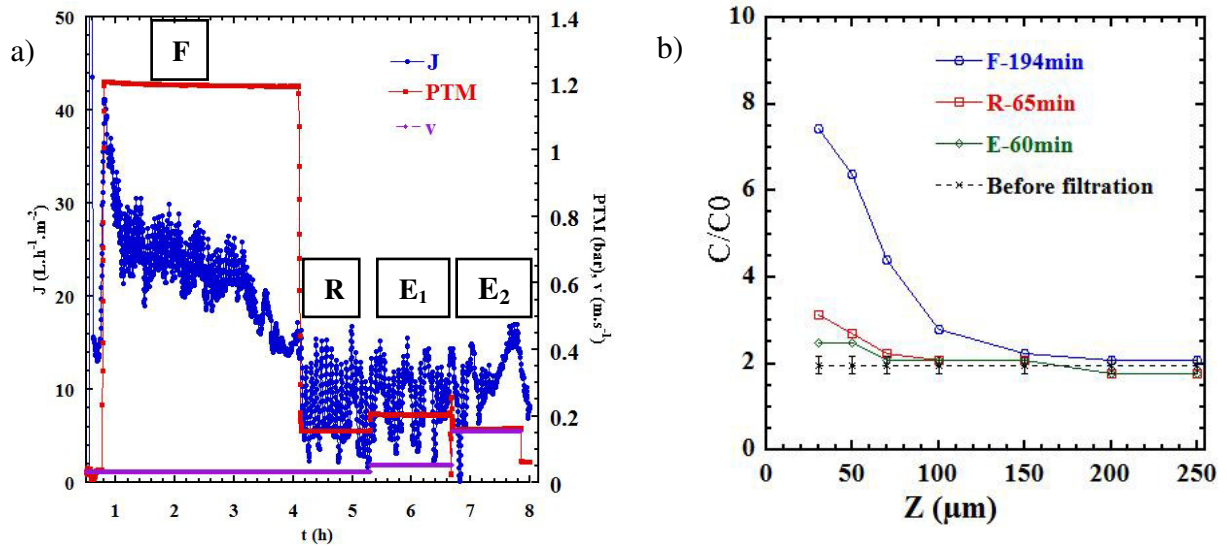 a)
50
40
30
20
10
0
J (L.h⁻¹.m⁻²)
1
2
3
4
5
6
7
8
t (h)
1.4
1.2
1
0.8
0.6
0.4
0.2
0
PTM (bar), v (m.s⁻¹)
F
R
E₁
E₂
J
PTM
v
b)
10
8
6
4
2
0
C/C0
0
50
100
150
200
250
Z (µm)
F-194min
R-65min
E-60min
Before filtration